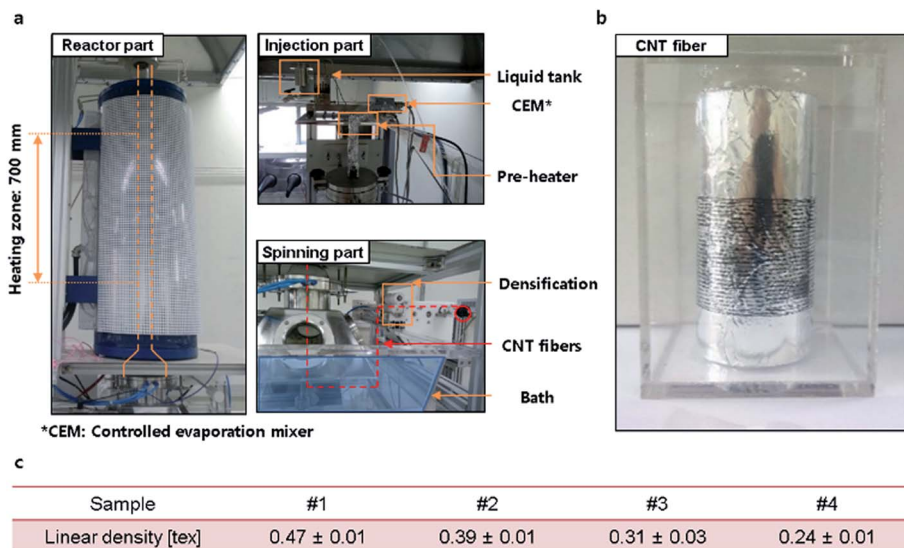 a
Reactor part
Heating zone: 700 mm
Injection part
Liquid tank
CEM*
Pre-heater
Spinning part
Densification
CNT fibers
Bath
*CEM: Controlled evaporation mixer
b
CNT fiber
c
Sample #1 #2 #3 #4
Linear density [tex] 0.47 ± 0.01 0.39 ± 0.01 0.31 ± 0.03 0.24 ± 0.01